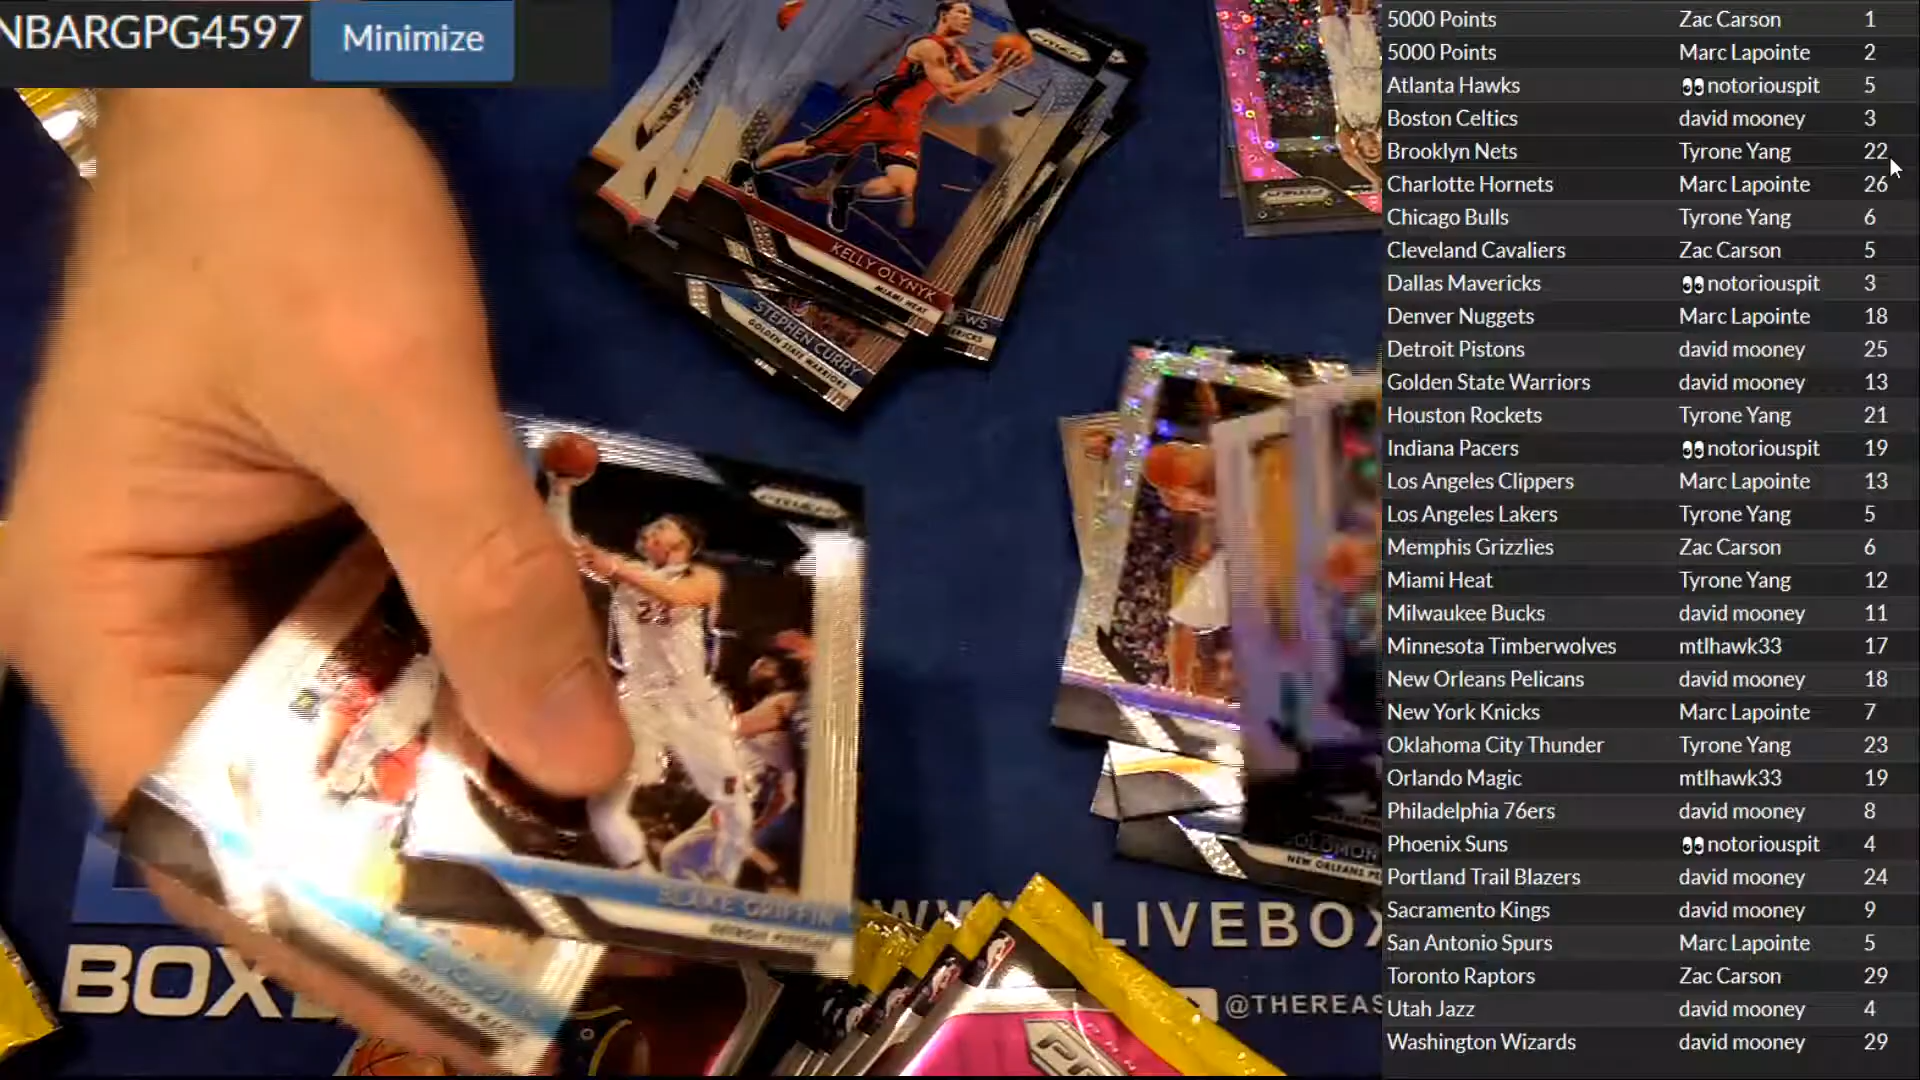 NBARGPG4597 Minimize
5000 Points Zac Carson 1
5000 Points Marc Lapointe 2
Atlanta Hawks 👀notoriouspit 5
Boston Celtics david mooney 3
Brooklyn Nets Tyrone Yang 22
Charlotte Hornets Marc Lapointe 26
Chicago Bulls Tyrone Yang 6
Cleveland Cavaliers Zac Carson 5
Dallas Mavericks 👀notoriouspit 3
Denver Nuggets Marc Lapointe 18
Detroit Pistons david mooney 25
Golden State Warriors david mooney 13
Houston Rockets Tyrone Yang 21
Indiana Pacers 👀notoriouspit 19
Los Angeles Clippers Marc Lapointe 13
Los Angeles Lakers Tyrone Yang 5
Memphis Grizzlies Zac Carson 6
Miami Heat Tyrone Yang 12
Milwaukee Bucks david mooney 11
Minnesota Timberwolves mtlhawk33 17
New Orleans Pelicans david mooney 18
New York Knicks Marc Lapointe 7
Oklahoma City Thunder Tyrone Yang 23
Orlando Magic mtlhawk33 19
Philadelphia 76ers david mooney 8
Phoenix Suns 👀notoriouspit 4
Portland Trail Blazers david mooney 24
Sacramento Kings david mooney 9
San Antonio Spurs Marc Lapointe 5
Toronto Raptors Zac Carson 29
Utah Jazz david mooney 4
Washington Wizards david mooney 29
KELLY OLYNYK
MIAMI HEAT
STEPHEN CURRY
GOLDEN STATE WARRIORS
23
BLAKE GRIFFIN
DETROIT PISTONS
ORLANDO MAGIC
SOLOMON
NEW ORLEANS PE
WWW.LIVEBOX
BOX
@THEREAS